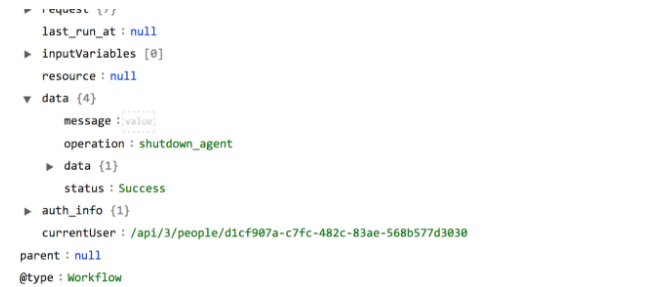 request {7}
last_run_at : null
inputVariables [0]
resource : null
data {4}
message : value
operation : shutdown_agent
data {1}
status : Success
auth_info {1}
currentUser : /api/3/people/d1cf907a-c7fc-482c-83ae-568b577d3030
parent : null
@type : Workflow